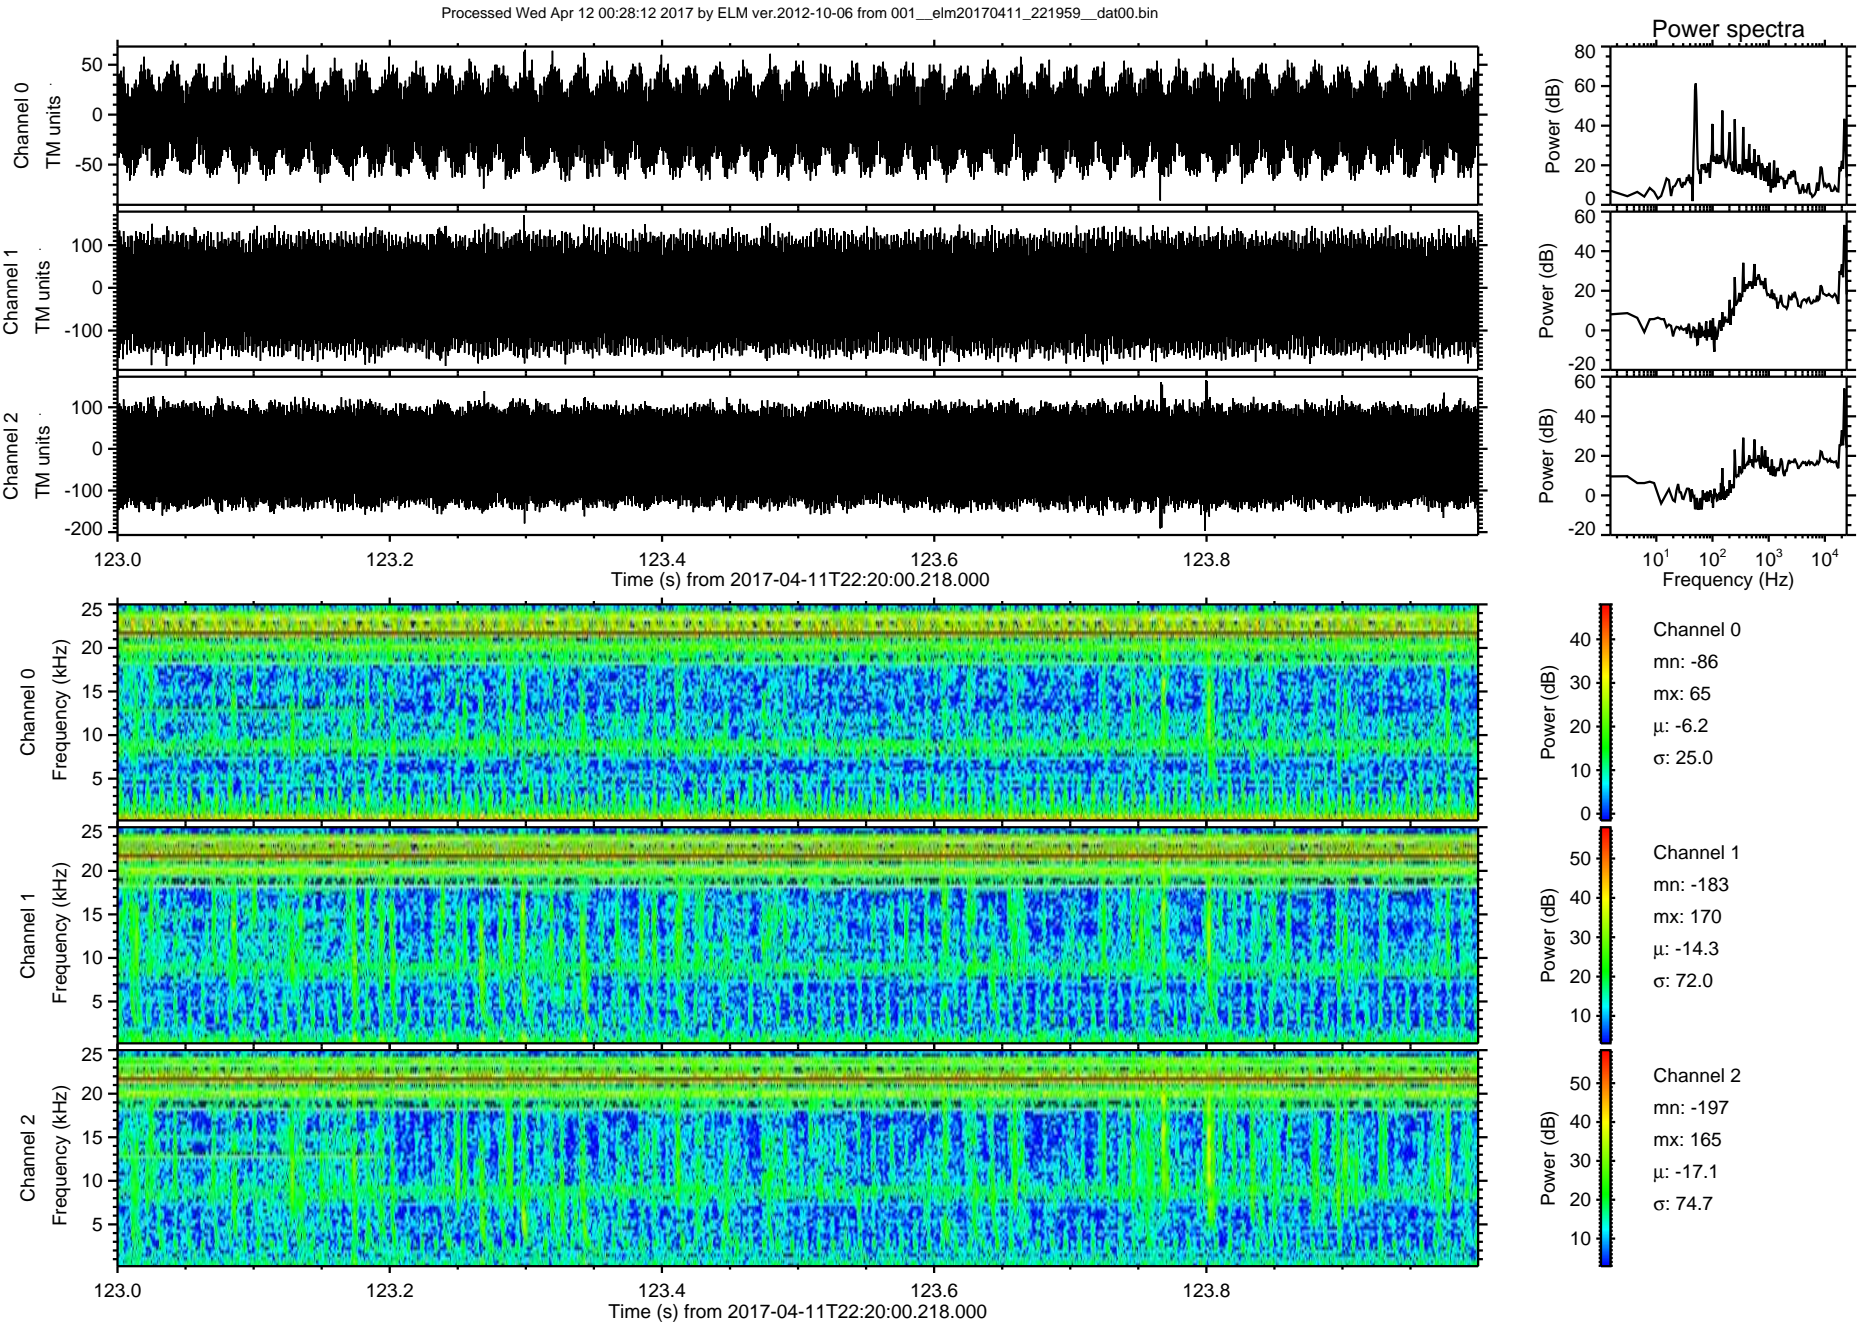 Processed Wed Apr 12 00:28:12 2017 by ELM ver.2012-10-06 from 001__elm20170411_221959__dat00.bin
Power spectra
Channel 0
TM units
50
0
-50
Power (dB)
80
60
40
20
0
Channel 1
TM units
100
0
-100
Power (dB)
60
40
20
0
-20
Channel 2
TM units
100
0
-100
-200
Power (dB)
60
40
20
0
-20
123.0 123.2 123.4 123.6 123.8
Time (s) from 2017-04-11T22:20:00.218.000
10^1 10^2 10^3 10^4
Frequency (Hz)
Channel 0
Frequency (kHz)
25
20
15
10
5
Power (dB)
40
30
20
10
0
Channel 0
mn: -86
mx: 65
μ: -6.2
σ: 25.0
Channel 1
Frequency (kHz)
25
20
15
10
5
Power (dB)
50
40
30
20
10
Channel 1
mn: -183
mx: 170
μ: -14.3
σ: 72.0
Channel 2
Frequency (kHz)
25
20
15
10
5
Power (dB)
50
40
30
20
10
Channel 2
mn: -197
mx: 165
μ: -17.1
σ: 74.7
123.0 123.2 123.4 123.6 123.8
Time (s) from 2017-04-11T22:20:00.218.000